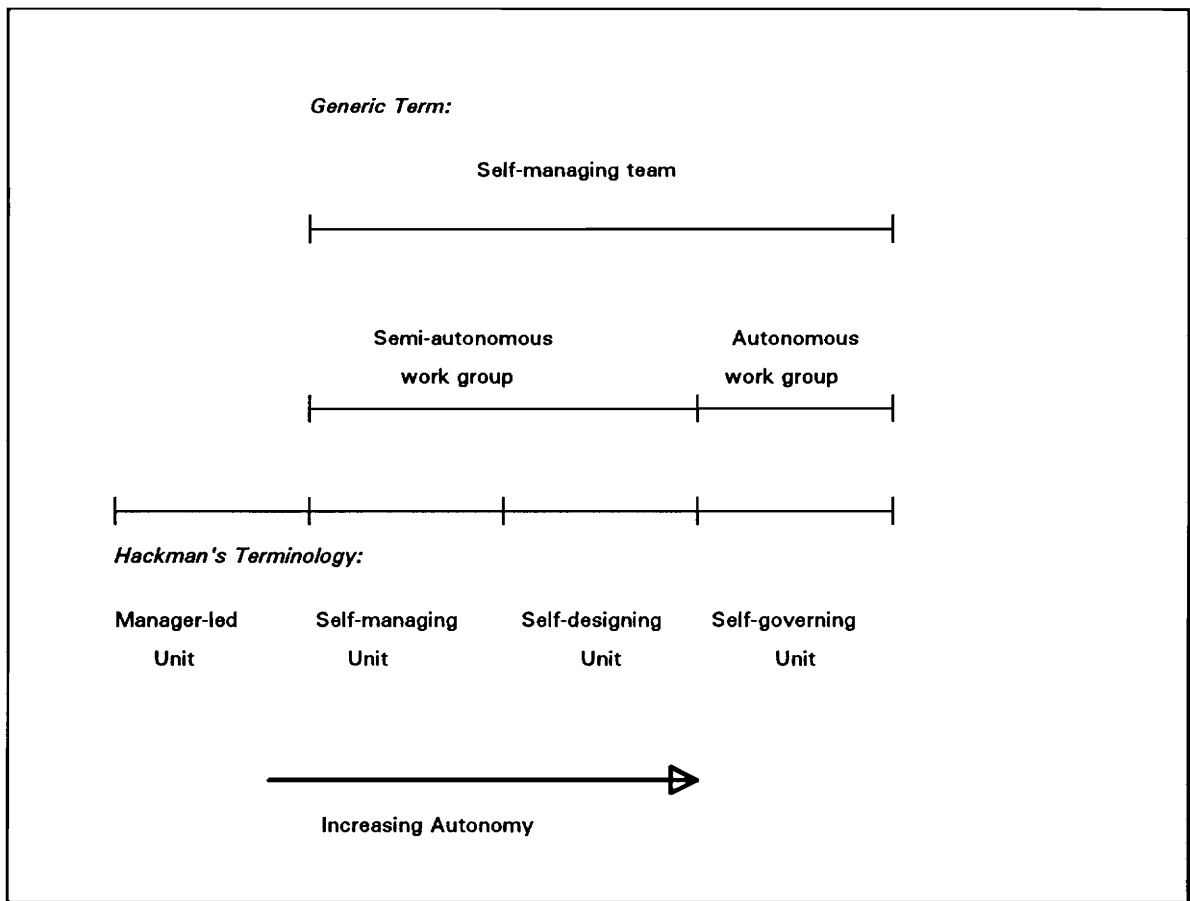 Generic Term:
Self-managing team
Semi-autonomous Autonomous
work group work group
Hackman's Terminology:
Manager-led Self-managing Self-designing Self-governing
Unit Unit Unit Unit
Increasing Autonomy